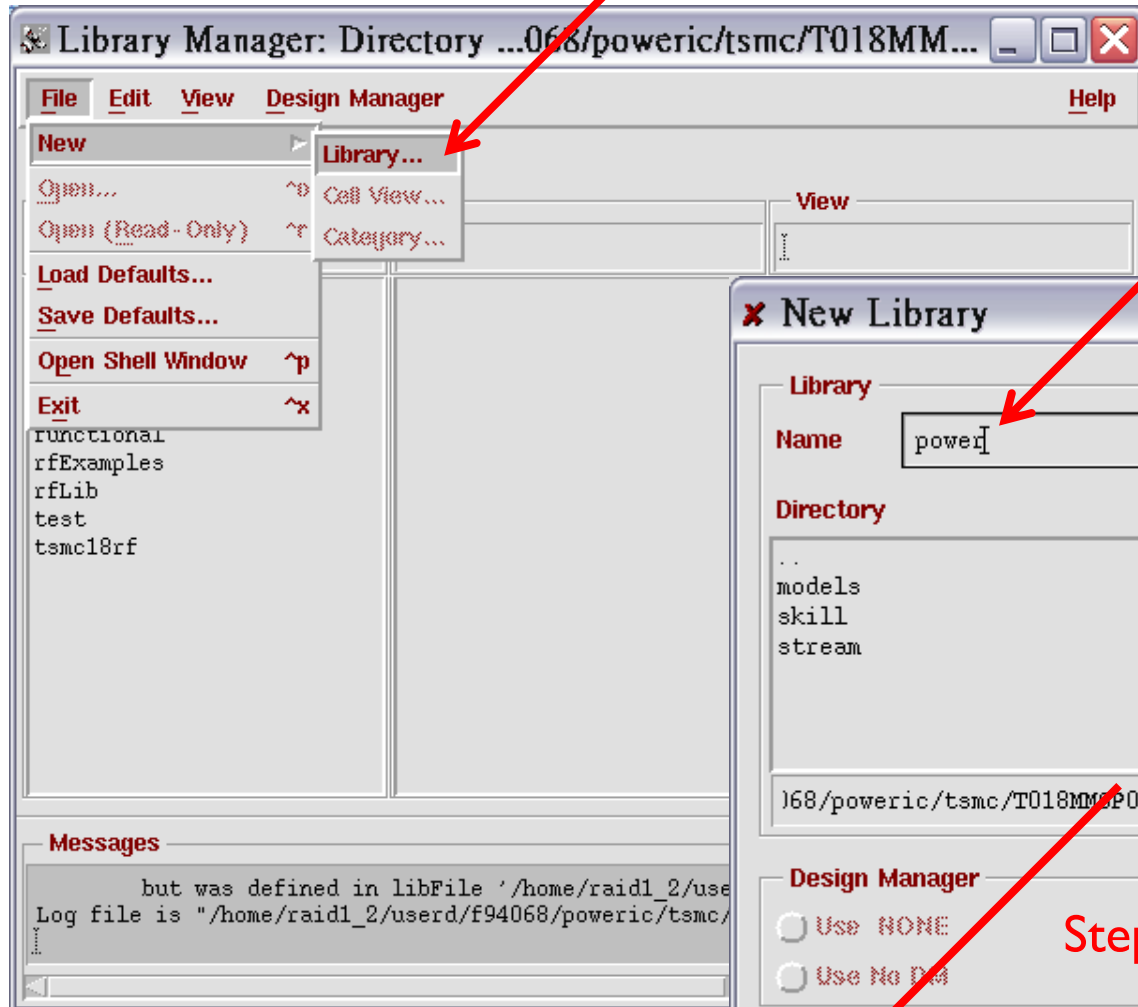 Library Manager: Directory ...068/poweric/tsmc/T018MM...
File Edit View Design Manager Help
New
Open... ^o
Open (Read-Only) ^r
Load Defaults...
Save Defaults...
Open Shell Window ^p
Exit ^x
Library...
Cell View...
Category...
View
functional
rfExamples
rfLib
test
tsmc18rf
Messages
but was defined in libFile '/home/raid1_2/use
Log file is "/home/raid1_2/userd/f94068/poweric/tsmc/
New Library
Library
Name power
Directory
..
models
skill
stream
)68/poweric/tsmc/T018MMSP0
Design Manager
Use NONE
Use No DM
Step